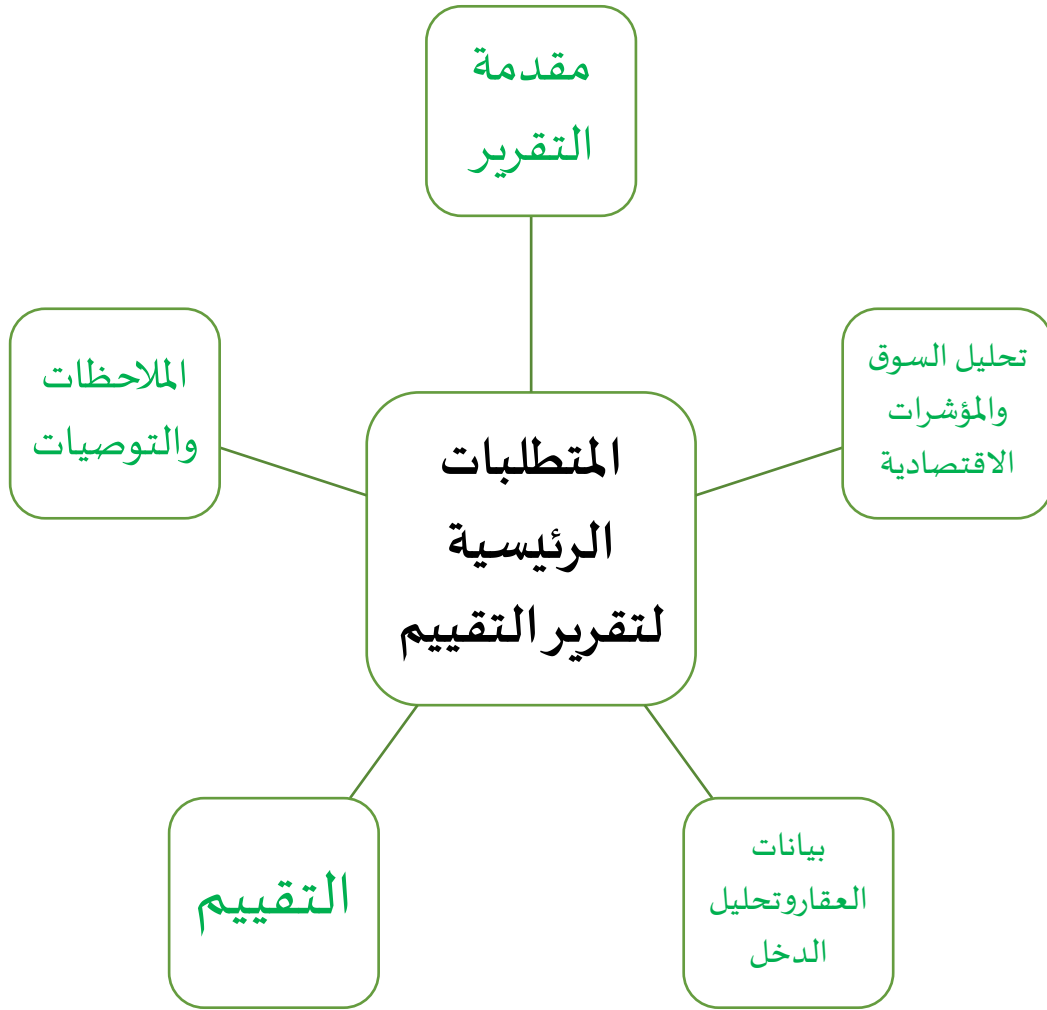 مقدمة
التقرير
تحليل السوق
والمؤشرات
الاقتصادية
الملاحظات
والتوصيات
المتطلبات
الرئيسية
لتقرير التقييم
بيانات
العقاروتحليل
الدخل
التقييم